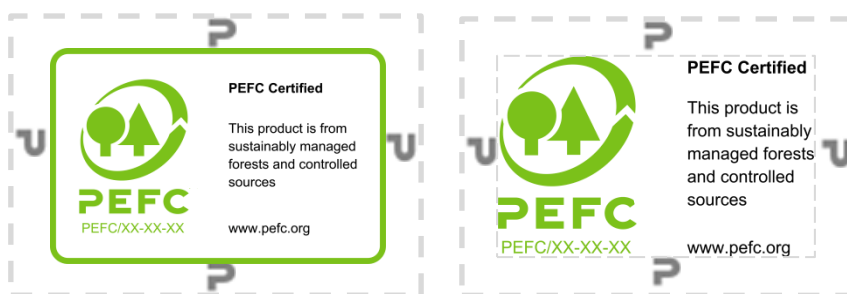 P
PEFC Certified
This product is from
sustainably managed
forests and controlled
sources
www.pefc.org
PEFC
PEFC/XX-XX-XX
P
P
P
P
PEFC Certified
This product is
from sustainably
managed forests
and controlled
sources
www.pefc.org
PEFC
PEFC/XX-XX-XX
P
P
P